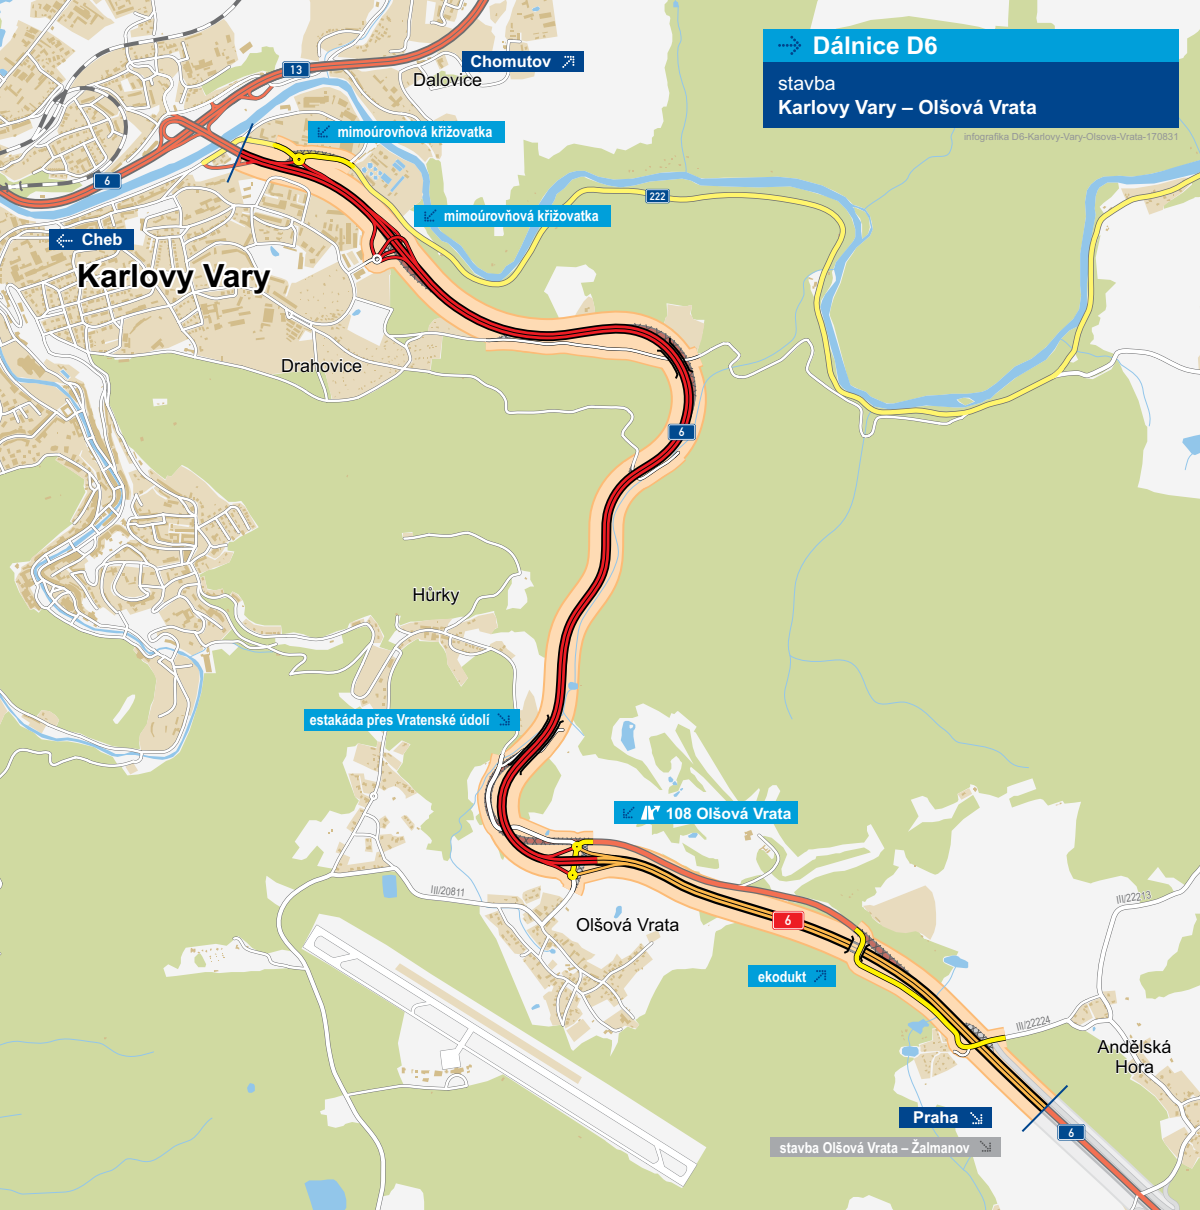 Dálnice D6
stavba
Karlovy Vary – Olšová Vrata
infografika D6-Karlovy-Vary-Olsova-Vrata-170831
Chomutov
13
Dalovice
mimoúrovňová křižovatka
6
222
mimoúrovňová křižovatka
Cheb
Karlovy Vary
Drahovice
6
Hůrky
estakáda přes Vratenské údolí
108 Olšová Vrata
III/20811
III/22213
6
Olšová Vrata
ekodukt
III/22224
Andělská
Hora
Praha
6
stavba Olšová Vrata – Žalmanov